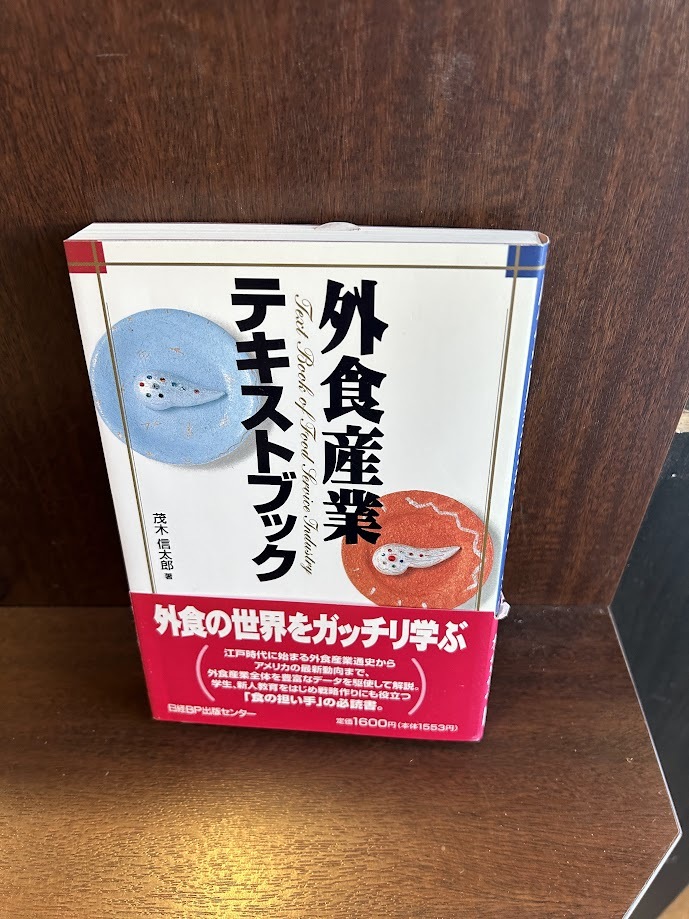 外食産業
テキストブック
Text Book of Food Service Industry
茂木 信太郎 著
外食の世界をガッチリ学ぶ
江戸時代に始まる外食産業通史から
アメリカの最新動向まで、
外食産業全体を豊富なデータを駆使して解説。
学生、新人教育をはじめ戦略作りにも役立つ
「食の担い手」の必読書。
日経BP出版センター
定価1600円(本体1553円)